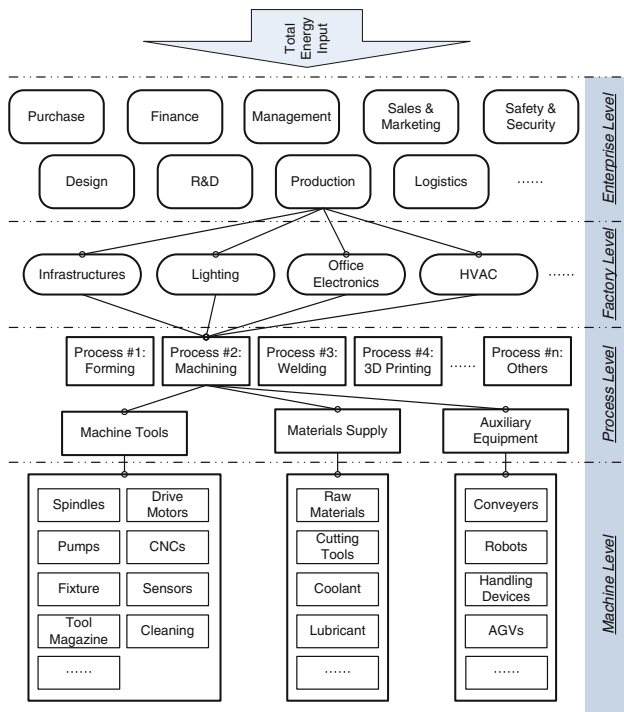 Total
Energy
Input
Purchase
Finance
Management
Sales &
Marketing
Safety &
Security
Design
R&D
Production
Logistics
......
Enterprise Level
Infrastructures
Lighting
Office
Electronics
HVAC
......
Factory Level
Process #1:
Forming
Process #2:
Machining
Process #3:
Welding
Process #4:
3D Printing
......
Process #n:
Others
Machine Tools
Materials Supply
Auxiliary
Equipment
Process Level
Spindles
Drive
Motors
Pumps
CNCs
Fixture
Sensors
Tool
Magazine
Cleaning
......
Raw
Materials
Cutting
Tools
Coolant
Lubricant
......
Conveyers
Robots
Handling
Devices
AGVs
......
Machine Level